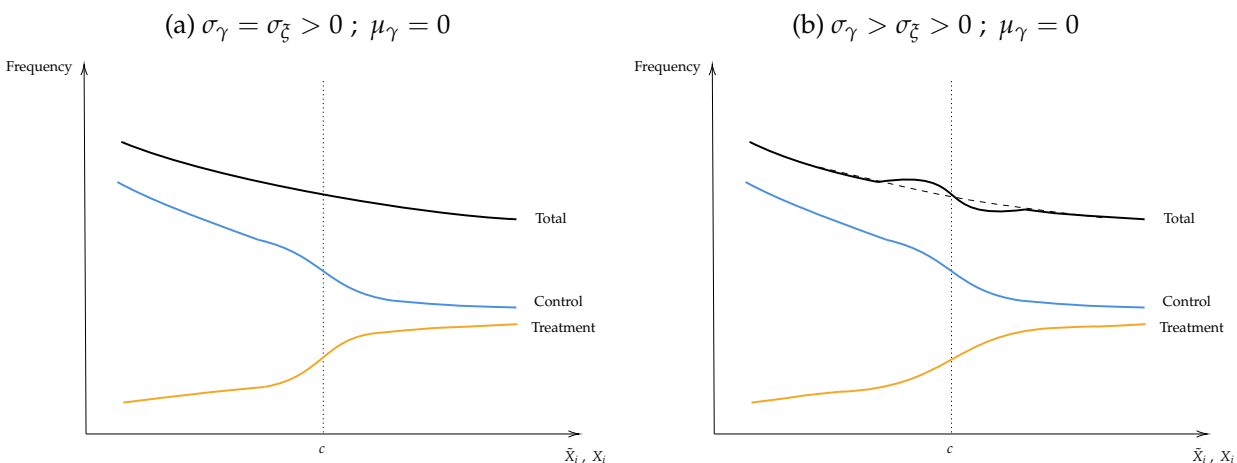 (a) σ_γ = σ_ξ > 0 ; μ_γ = 0
Frequency
Total
Control
Treatment
c
X̃_i , X_i
(b) σ_γ > σ_ξ > 0 ; μ_γ = 0
Frequency
Total
Control
Treatment
c
X̃_i , X_i